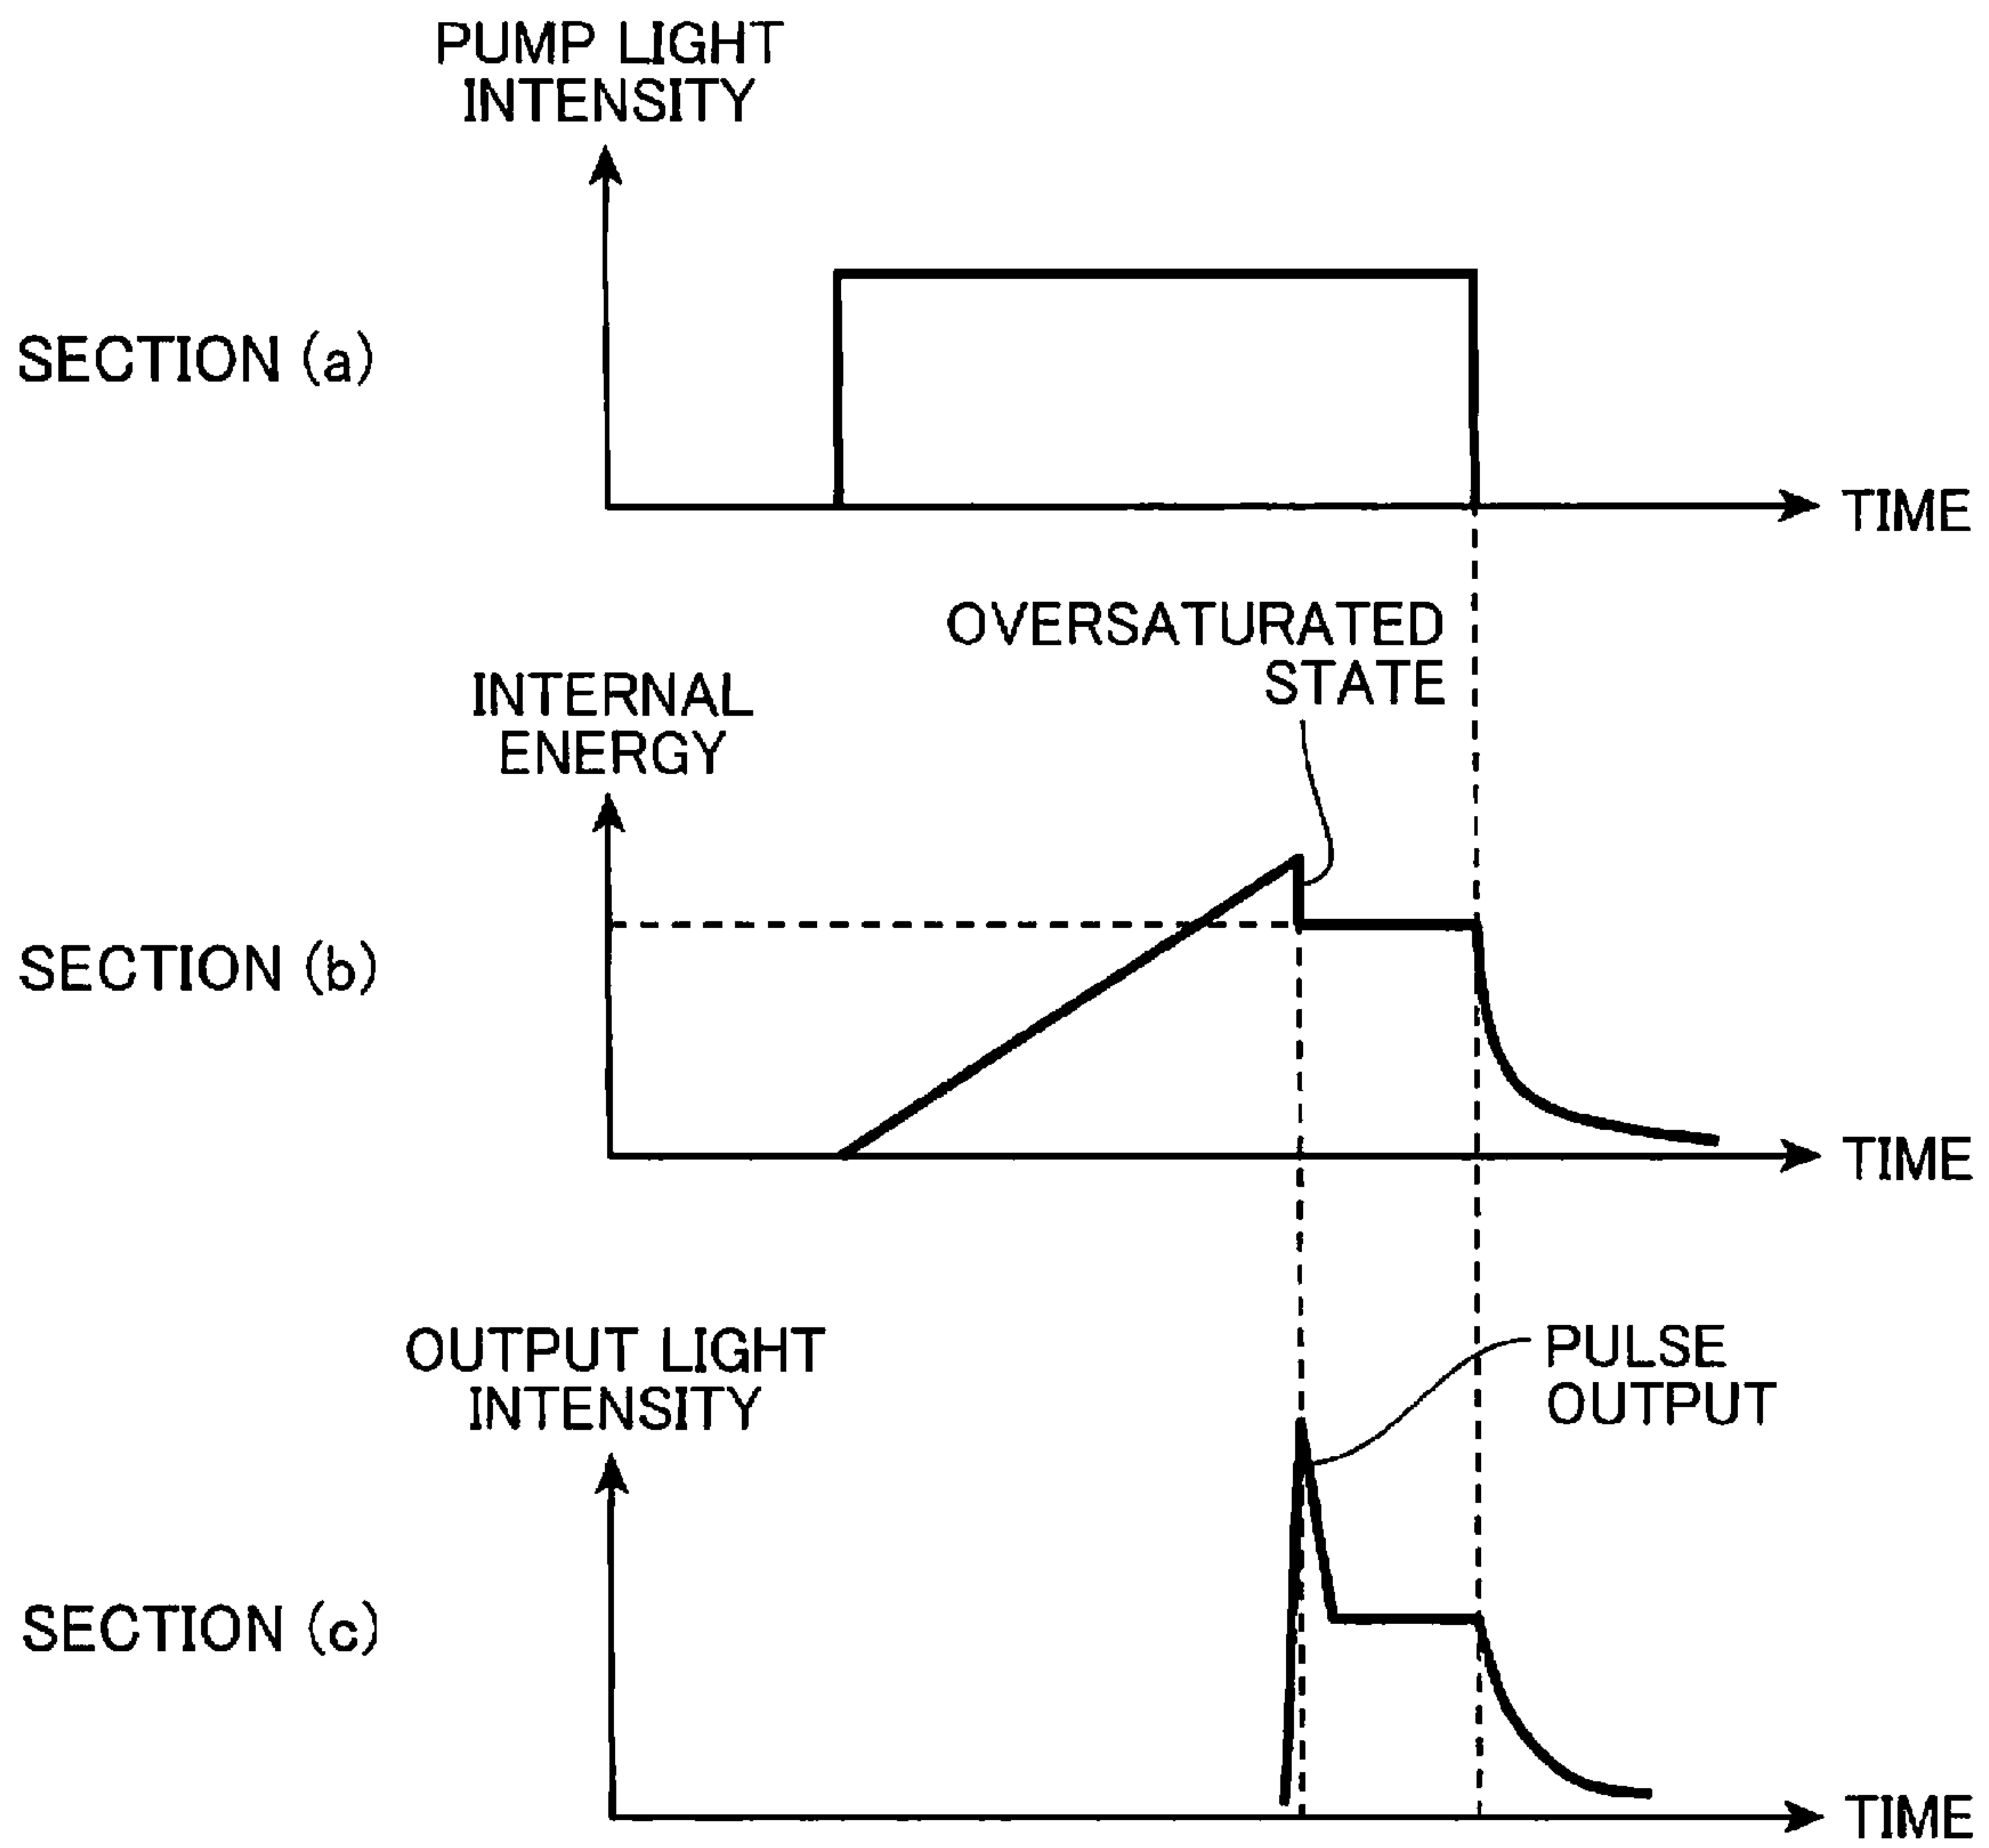 PUMP LIGHT
INTENSITY
SECTION (a)
TIME
OVERSATURATED
STATE
INTERNAL
ENERGY
SECTION (b)
TIME
OUTPUT LIGHT
INTENSITY
PULSE
OUTPUT
SECTION (c)
TIME